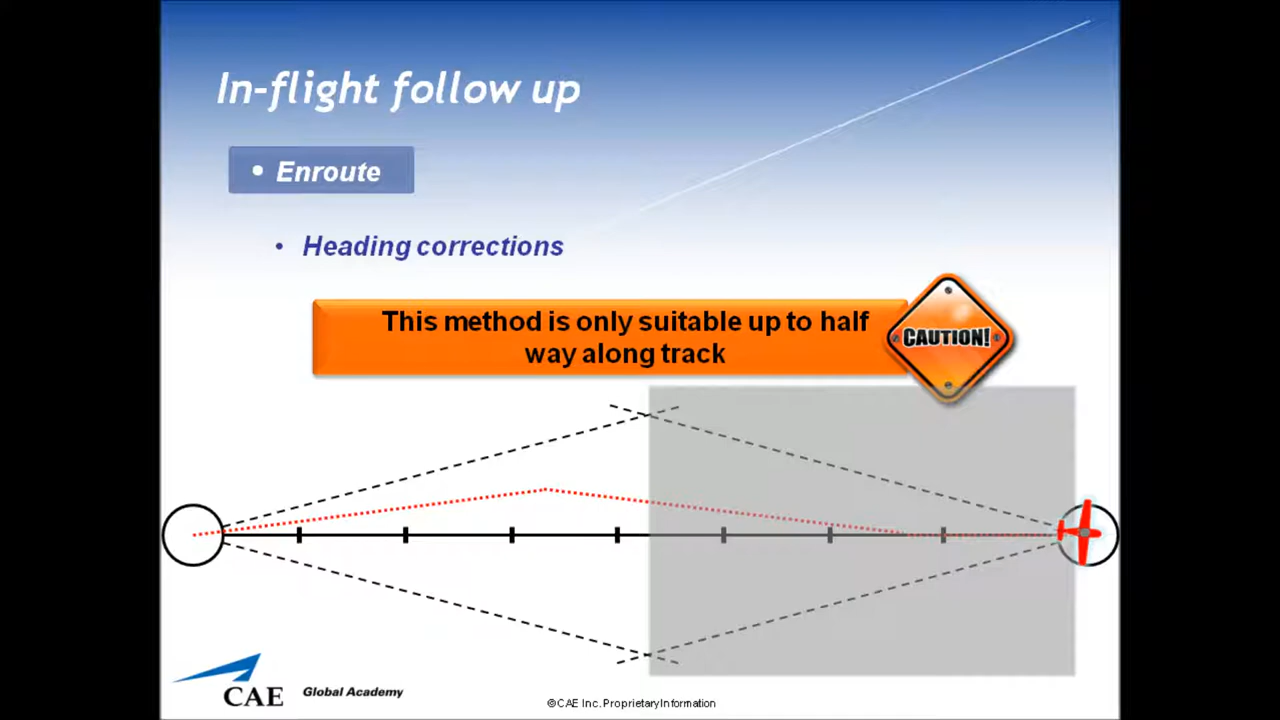 In-flight follow up
• Enroute
• Heading corrections
This method is only suitable up to half
way along track
CAUTION!
CAE Global Academy
©CAE Inc. Proprietary Information